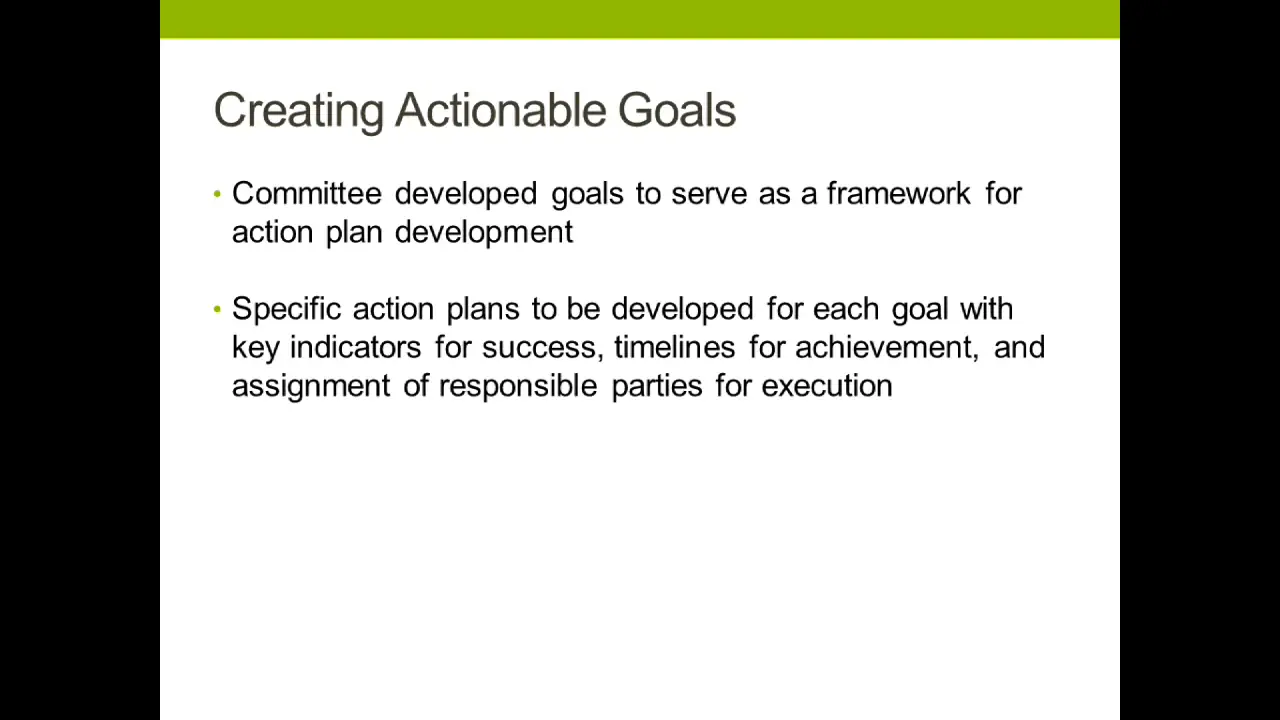 Creating Actionable Goals
• Committee developed goals to serve as a framework for
action plan development
• Specific action plans to be developed for each goal with
key indicators for success, timelines for achievement, and
assignment of responsible parties for execution